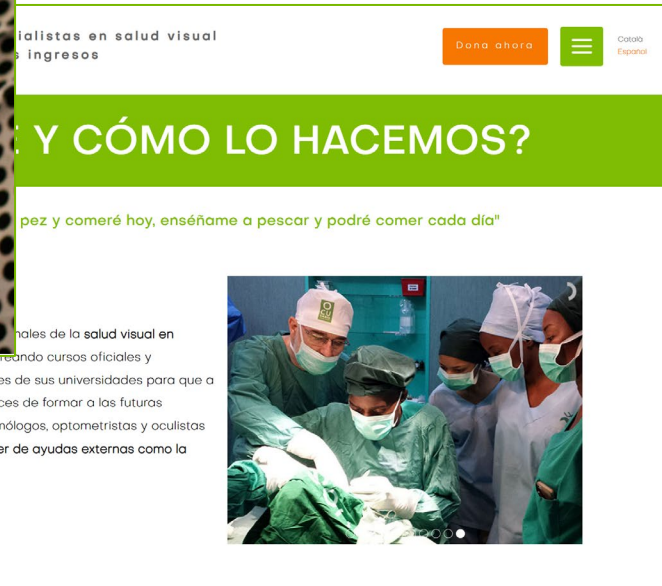 ialistas en salud visual
s ingresos
Dona ahora
Català
Español
Y CÓMO LO HACEMOS?
pez y comeré hoy, enséñame a pescar y podré comer cada día"
nales de la salud visual en
reando cursos oficiales y
es de sus universidades para que a
ces de formar a las futuras
mólogos, optometristas y oculistas
er de ayudas externas como la